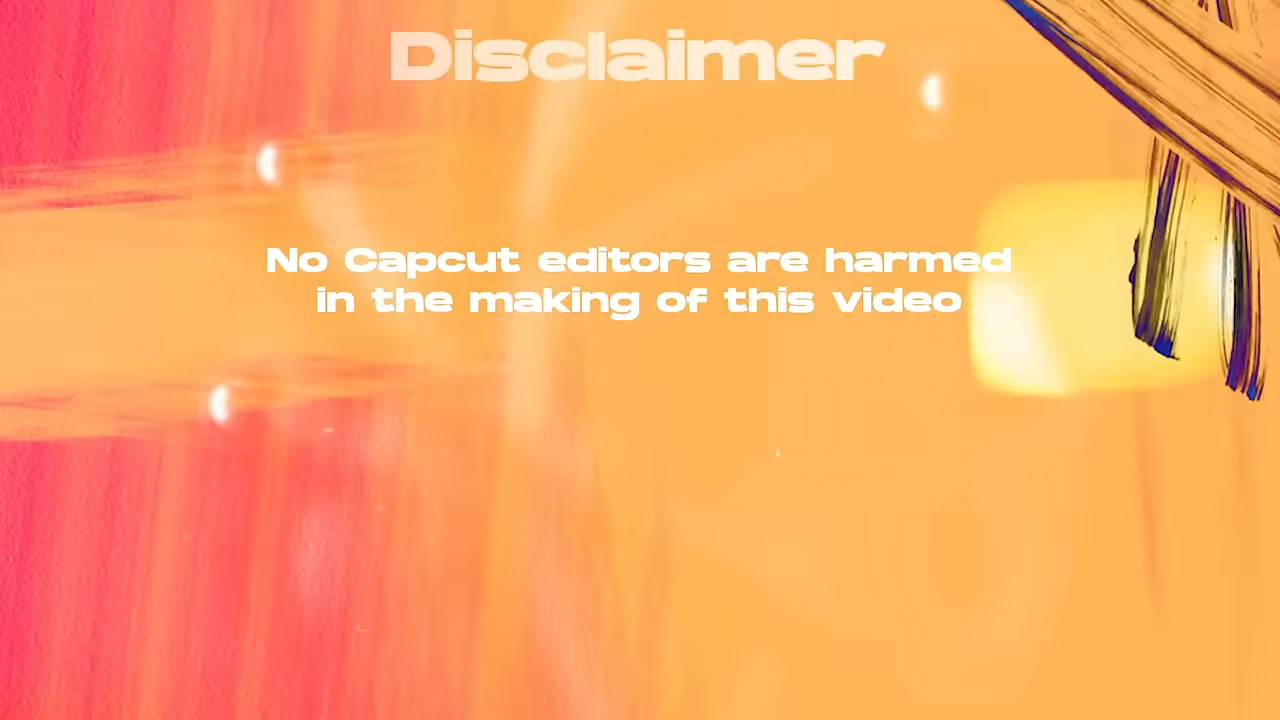 Disclaimer
No Capcut editors are harmed
in the making of this video